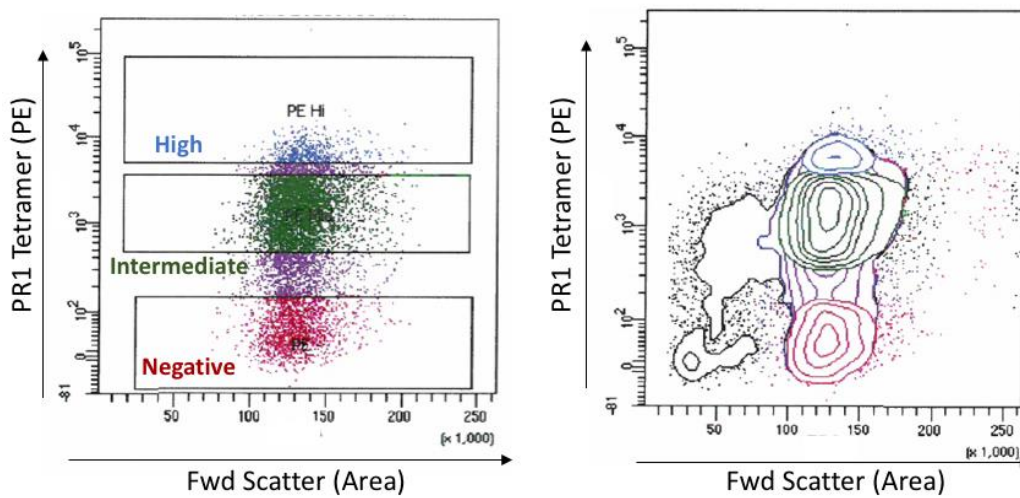 PR1 Tetramer (PE)
10^5
10^4
10^3
10^2
0
-81
PE Hi
High
Intermediate
PE
Negative
50 100 150 200 250
[x 1,000]
Fwd Scatter (Area)
PR1 Tetramer (PE)
10^5
10^4
10^3
10^2
0
-81
50 100 150 200 250
[x 1,000]
Fwd Scatter (Area)